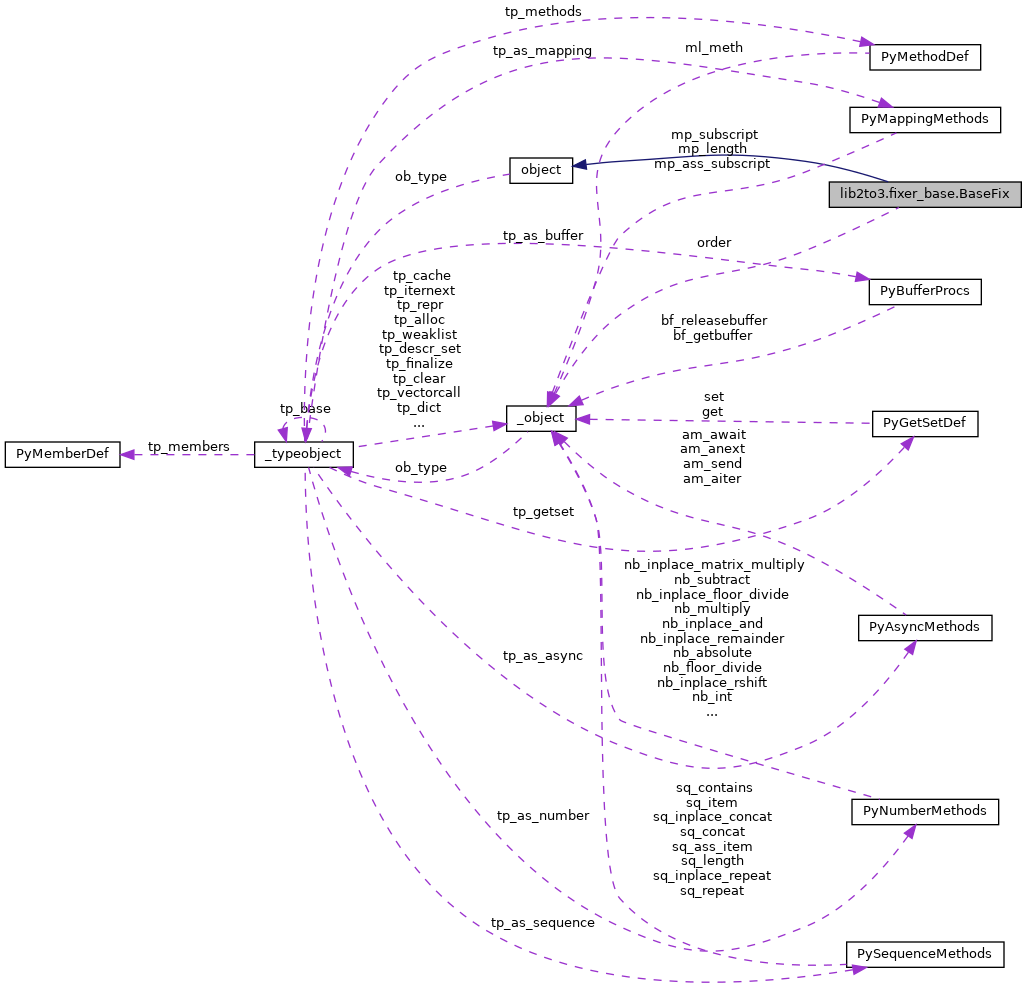 tp_methods
tp_as_mapping
ml_meth
PyMethodDef
PyMappingMethods
mp_subscript
mp_length
mp_ass_subscript
object
ob_type
lib2to3.fixer_base.BaseFix
tp_as_buffer
order
PyBufferProcs
tp_cache
tp_iternext
tp_repr
tp_alloc
tp_weaklist
tp_descr_set
tp_finalize
tp_clear
tp_vectorcall
tp_dict
...
bf_releasebuffer
bf_getbuffer
tp_base
set
get
_object
PyGetSetDef
PyMemberDef
tp_members
_typeobject
ob_type
am_await
am_anext
am_send
am_aiter
tp_getset
nb_inplace_matrix_multiply
nb_subtract
nb_inplace_floor_divide
nb_multiply
nb_inplace_and
nb_inplace_remainder
nb_absolute
nb_floor_divide
nb_inplace_rshift
nb_int
...
PyAsyncMethods
tp_as_async
sq_contains
sq_item
sq_inplace_concat
sq_concat
sq_ass_item
sq_length
sq_inplace_repeat
sq_repeat
PyNumberMethods
tp_as_number
tp_as_sequence
PySequenceMethods